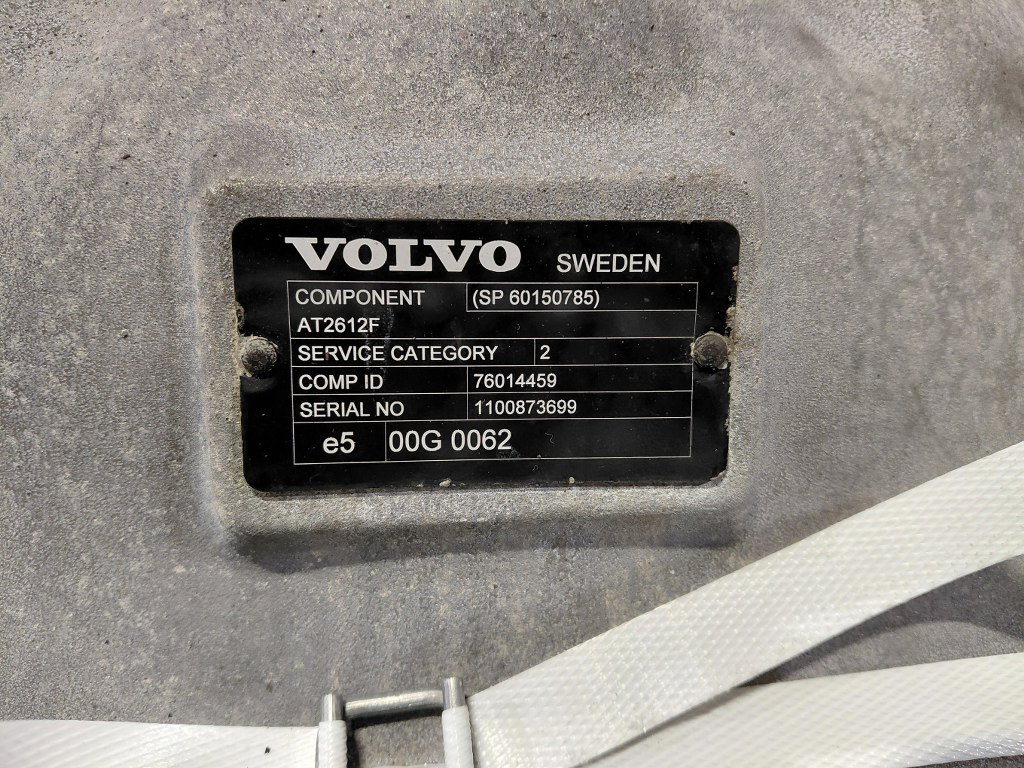 VOLVO SWEDEN
COMPONENT (SP 60150785)
AT2612F
SERVICE CATEGORY 2
COMP ID 76014459
SERIAL NO 1100873699
e5 00G 0062